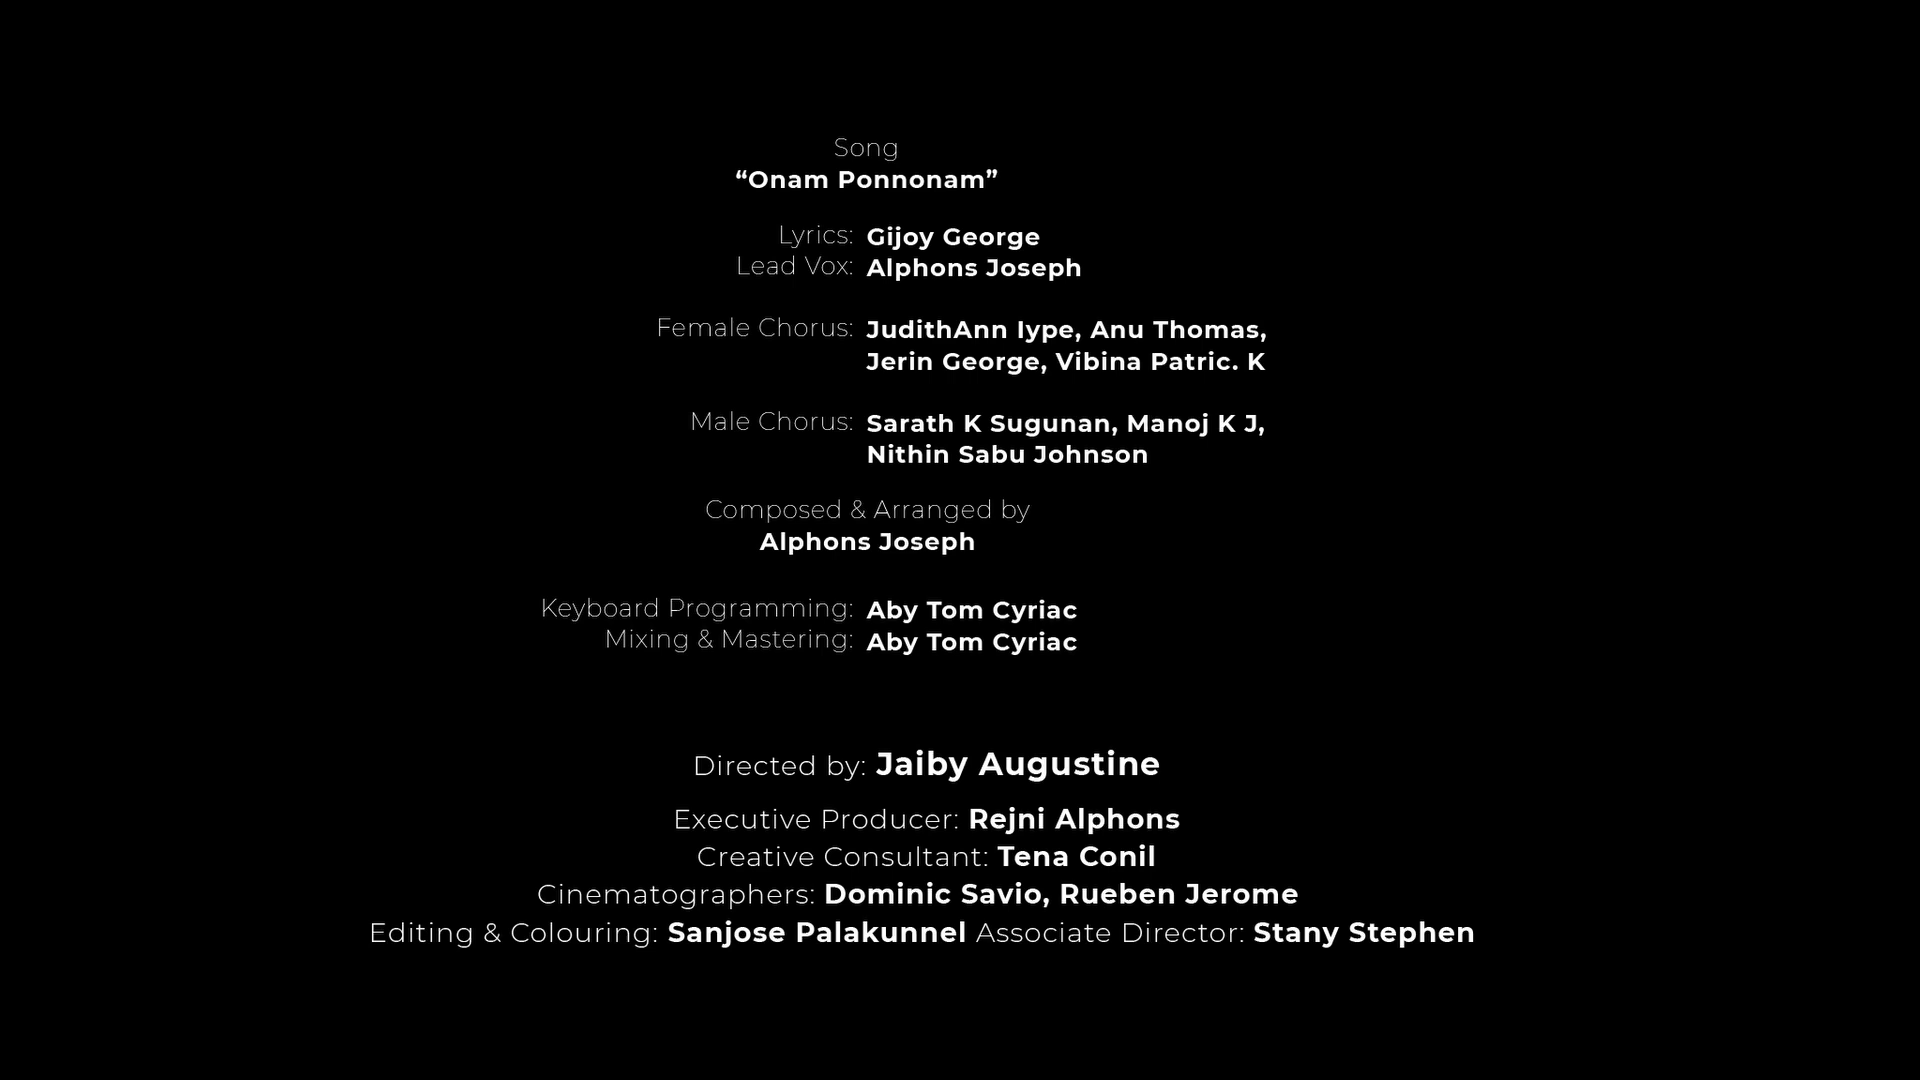 Song
“Onam Ponnonam”
Lyrics: Gijoy George
Lead Vox: Alphons Joseph
Female Chorus: JudithAnn Iype, Anu Thomas,
Jerin George, Vibina Patric. K
Male Chorus: Sarath K Sugunan, Manoj K J,
Nithin Sabu Johnson
Composed & Arranged by
Alphons Joseph
Keyboard Programming: Aby Tom Cyriac
Mixing & Mastering: Aby Tom Cyriac
Directed by: Jaiby Augustine
Executive Producer: Rejni Alphons
Creative Consultant: Tena Conil
Cinematographers: Dominic Savio, Rueben Jerome
Editing & Colouring: Sanjose Palakunnel Associate Director: Stany Stephen